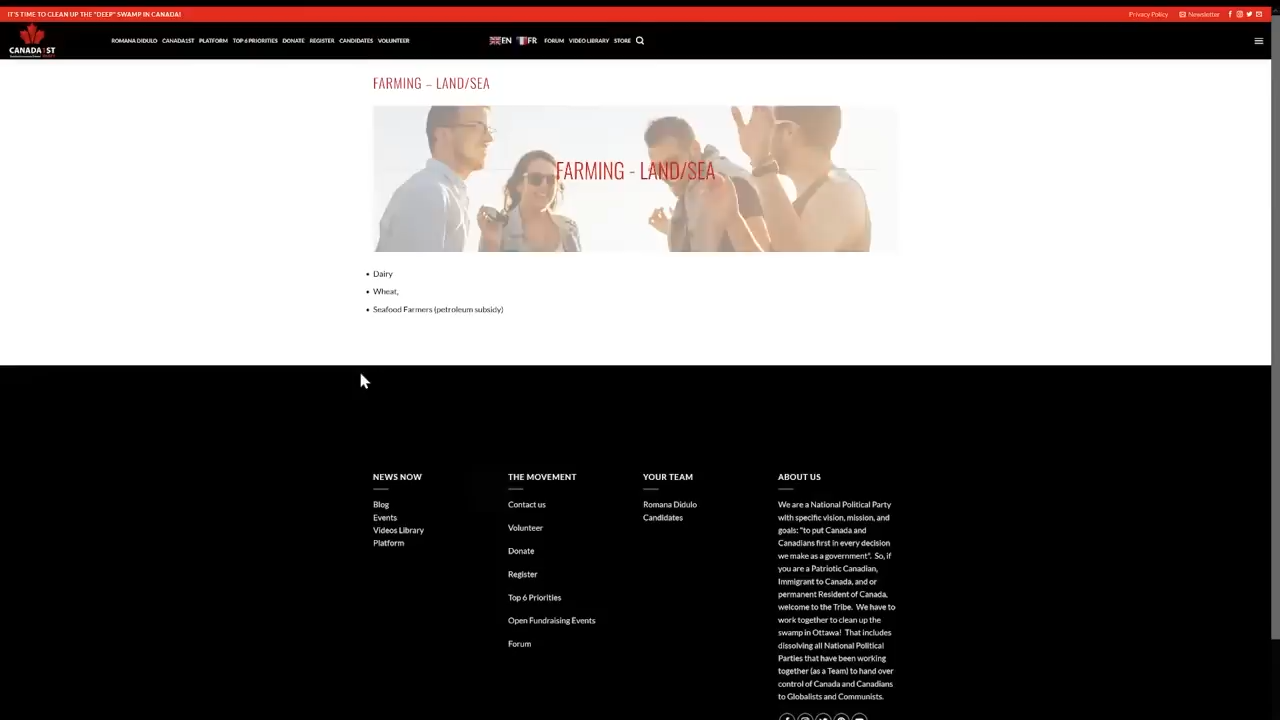 IT'S TIME TO CLEAN UP THE "DEEP" SWAMP IN CANADA!
Privacy Policy
Newsletter
CANADA1ST
ROMANA DIDULO
CANADA1ST
PLATFORM
TOP 6 PRIORITIES
DONATE
REGISTER
CANDIDATES
VOLUNTEER
EN
FR
FORUM
VIDEO LIBRARY
STORE
FARMING – LAND/SEA
FARMING - LAND/SEA
• Dairy
• Wheat,
• Seafood Farmers (petroleum subsidy)
NEWS NOW
Blog
Events
Videos Library
Platform
THE MOVEMENT
Contact us
Volunteer
Donate
Register
Top 6 Priorities
Open Fundraising Events
Forum
YOUR TEAM
Romana Didulo
Candidates
ABOUT US
We are a National Political Party
with specific vision, mission, and
goals: "to put Canada and
Canadians first in every decision
we make as a government". So, if
you are a Patriotic Canadian,
Immigrant to Canada, and or
permanent Resident of Canada,
welcome to the Tribe. We have to
work together to clean up the
swamp in Ottawa! That includes
dissolving all National Political
Parties that have been working
together (as a Team) to hand over
control of Canada and Canadians
to Globalists and Communists.